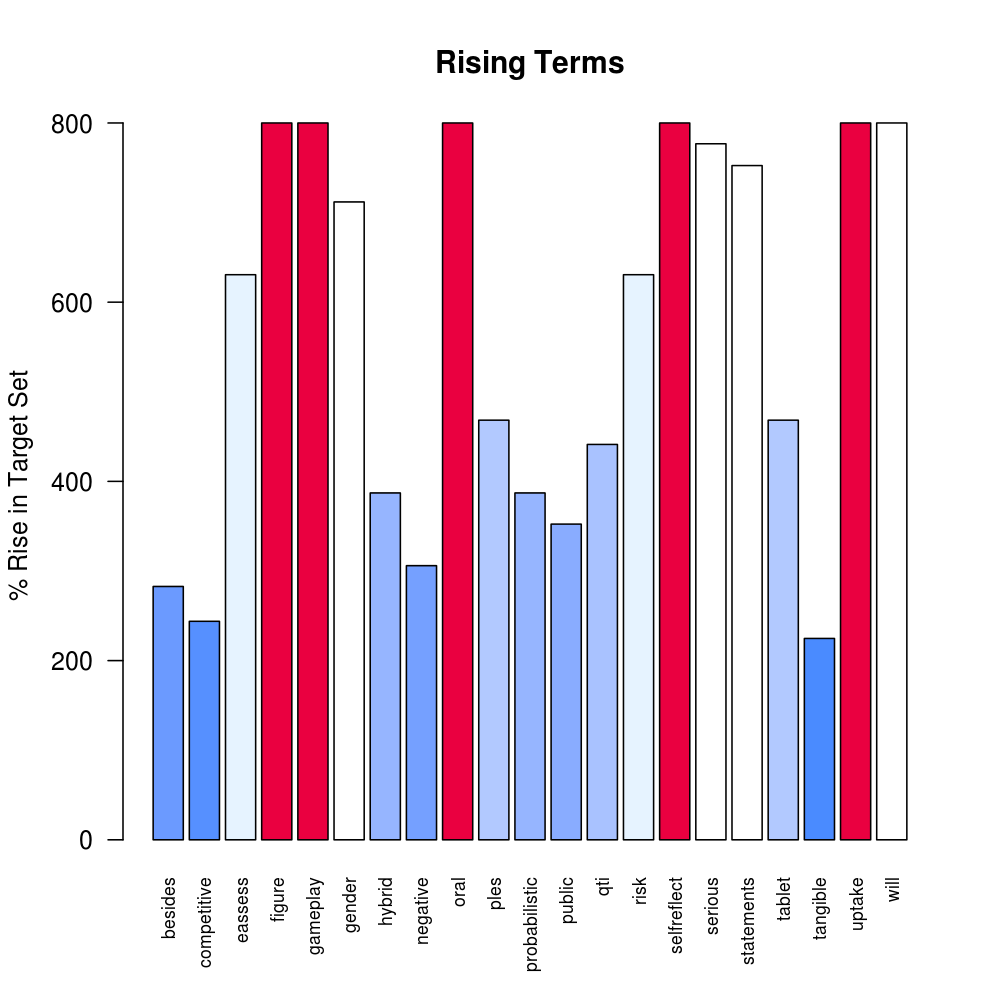 Rising Terms
% Rise in Target Set
800
600
400
200
0
besides
competitive
eassess
figure
gameplay
gender
hybrid
negative
oral
ples
probabilistic
public
qti
risk
selfreflect
serious
statements
tablet
tangible
uptake
will